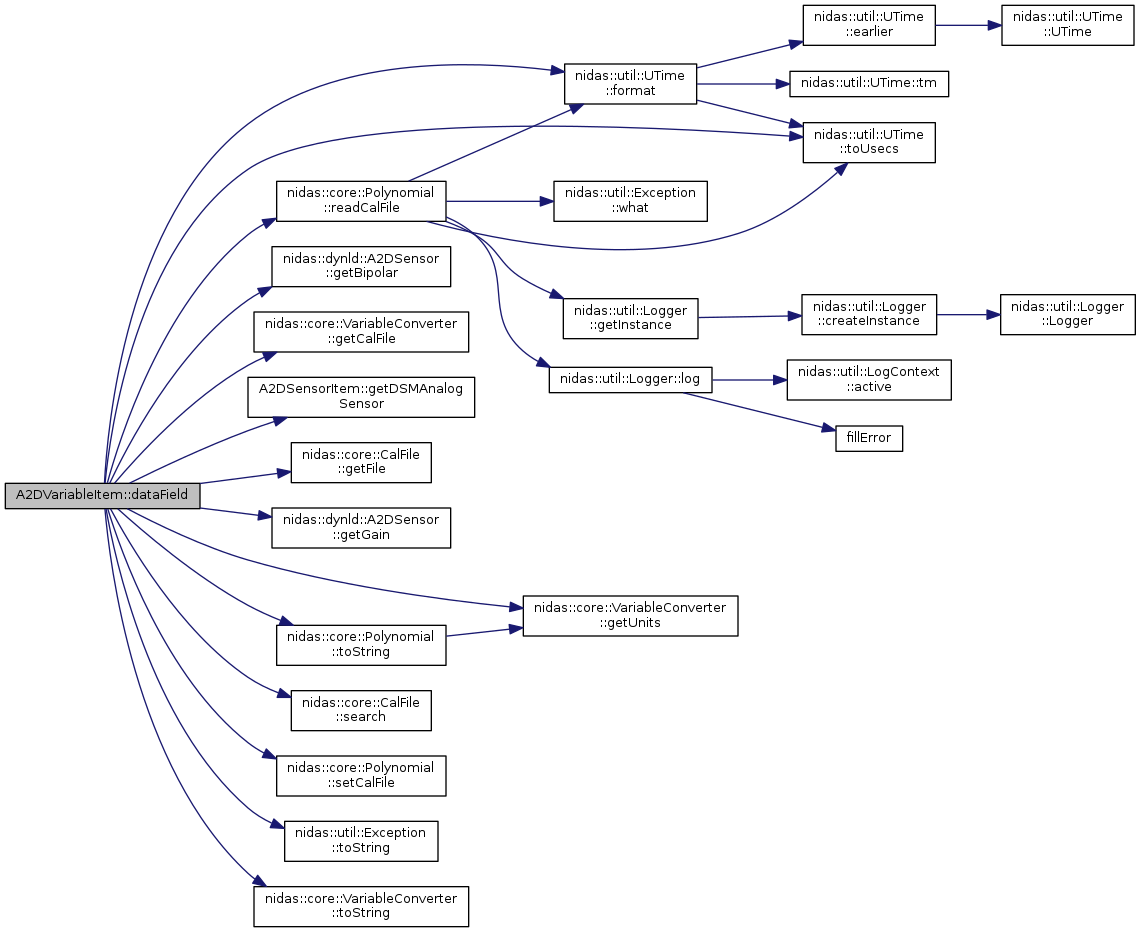 nidas::util::UTime
::earlier
nidas::util::UTime
::UTime
nidas::util::UTime
::format
nidas::util::UTime::tm
nidas::util::UTime
::toUsecs
nidas::core::Polynomial
::readCalFile
nidas::util::Exception
::what
nidas::dynld::A2DSensor
::getBipolar
nidas::util::Logger
::getInstance
nidas::util::Logger
::createInstance
nidas::util::Logger
::Logger
nidas::core::VariableConverter
::getCalFile
nidas::util::Logger::log
nidas::util::LogContext
::active
A2DSensorItem::getDSMAnalog
Sensor
fillError
nidas::core::CalFile
::getFile
A2DVariableItem::dataField
nidas::dynld::A2DSensor
::getGain
nidas::core::VariableConverter
::getUnits
nidas::core::Polynomial
::toString
nidas::core::CalFile
::search
nidas::core::Polynomial
::setCalFile
nidas::util::Exception
::toString
nidas::core::VariableConverter
::toString